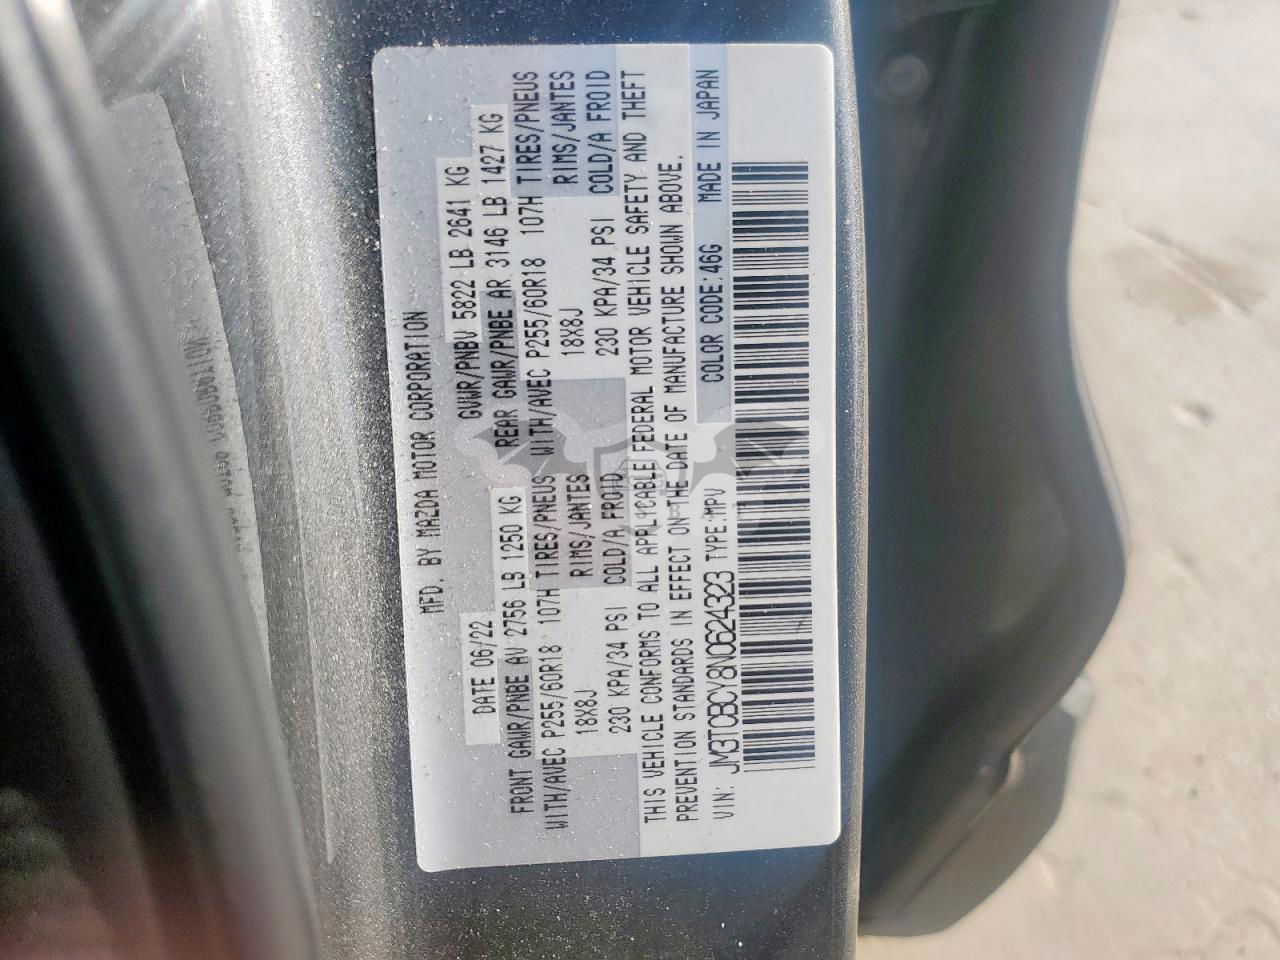 MFD. BY MAZDA MOTOR CORPORATION
DATE 06/22 GVWR/PNBV 5822 LB 2641 KG
FRONT GAWR/PNBE AV 2756 LB 1250 KG REAR GAWR/PNBE AR 3146 LB 1427 KG
WITH/AVEC P255/60R18 107H TIRES/PNEUS WITH/AVEC P255/60R18 107H TIRES/PNEUS
18X8J RIMS/JANTES 18X8J RIMS/JANTES
230 KPA/34 PSI COLD/A FROID 230 KPA/34 PSI COLD/A FROID
THIS VEHICLE CONFORMS TO ALL APPLICABLE FEDERAL MOTOR VEHICLE SAFETY AND THEFT
PREVENTION STANDARDS IN EFFECT ON THE DATE OF MANUFACTURE SHOWN ABOVE.
VIN: JM3TCBCY8N0624323 TYPE:MPV COLOR CODE:46G MADE IN JAPAN